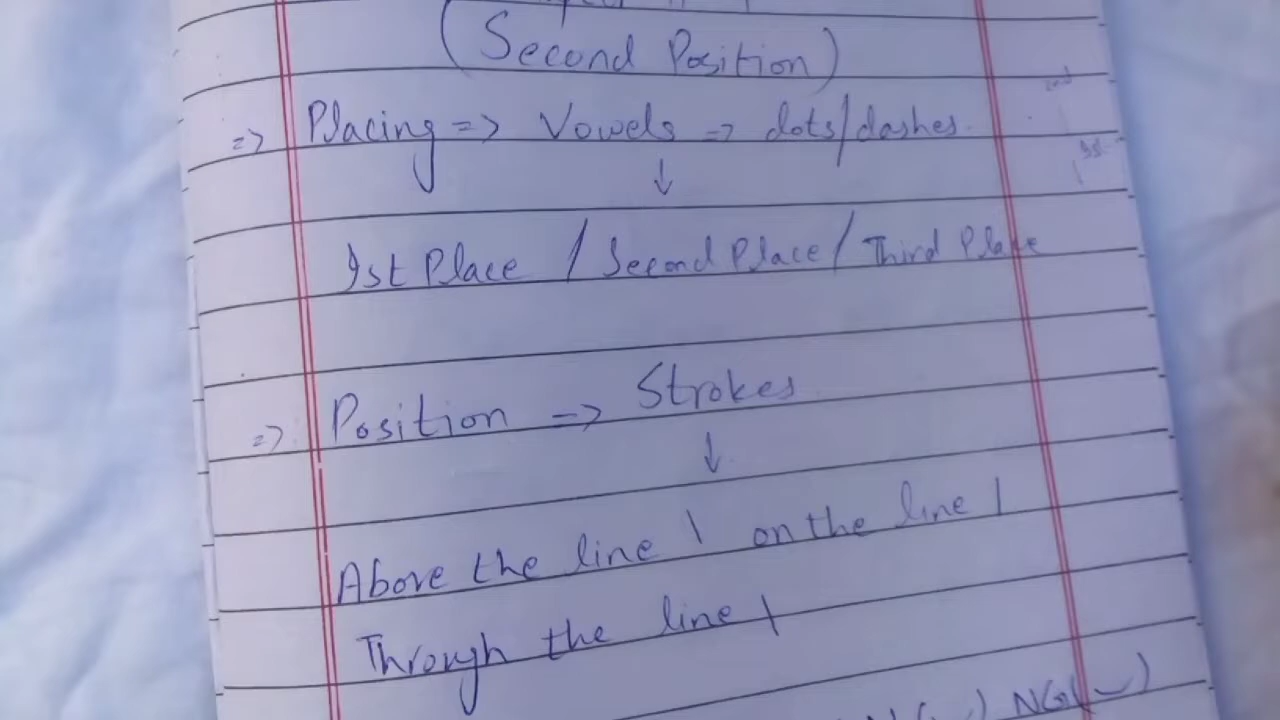 (Second Position)
=> Placing => Vowels => dots/dashes.
↓
1st Place / Second Place / Third Place
=> Position => Strokes
↓
Above the line \ on the line |
Through the line \
N( ) NG(‿)